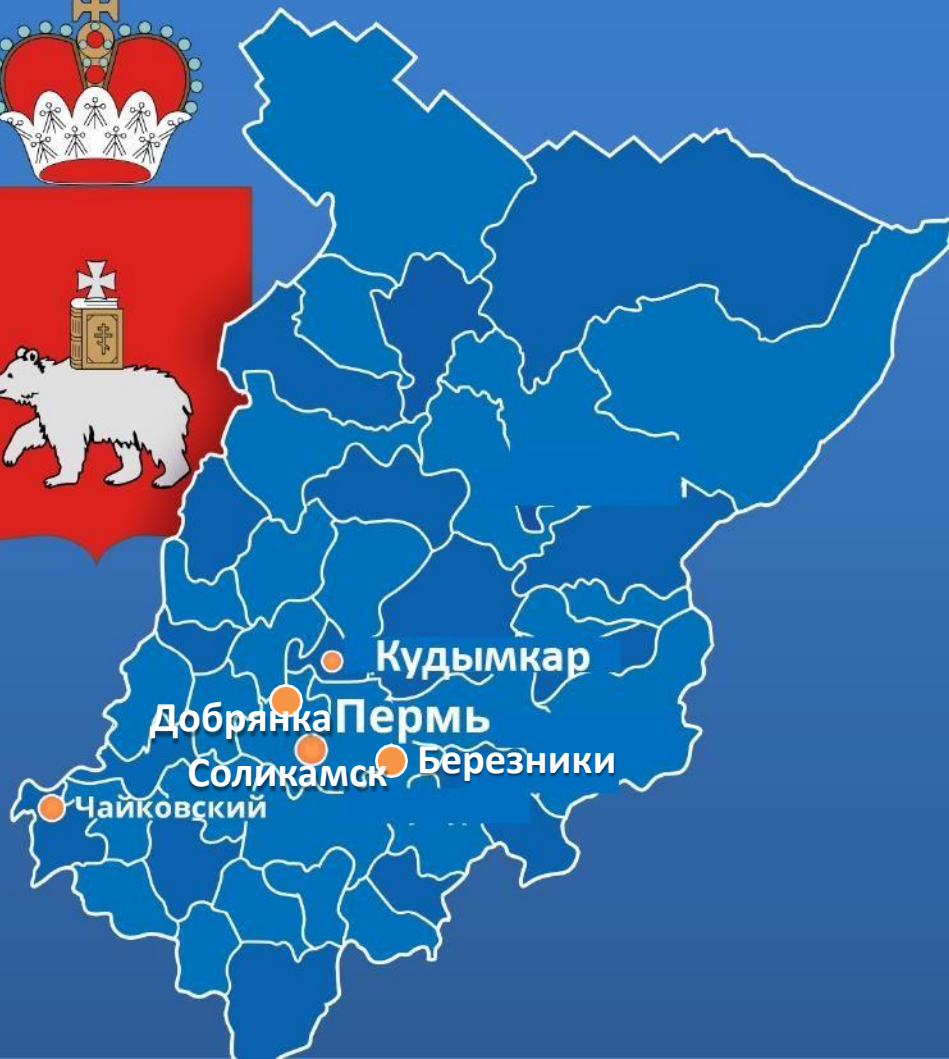 Кудымкар
Добрянка
Пермь
Березники
Соликамск
Чайковский